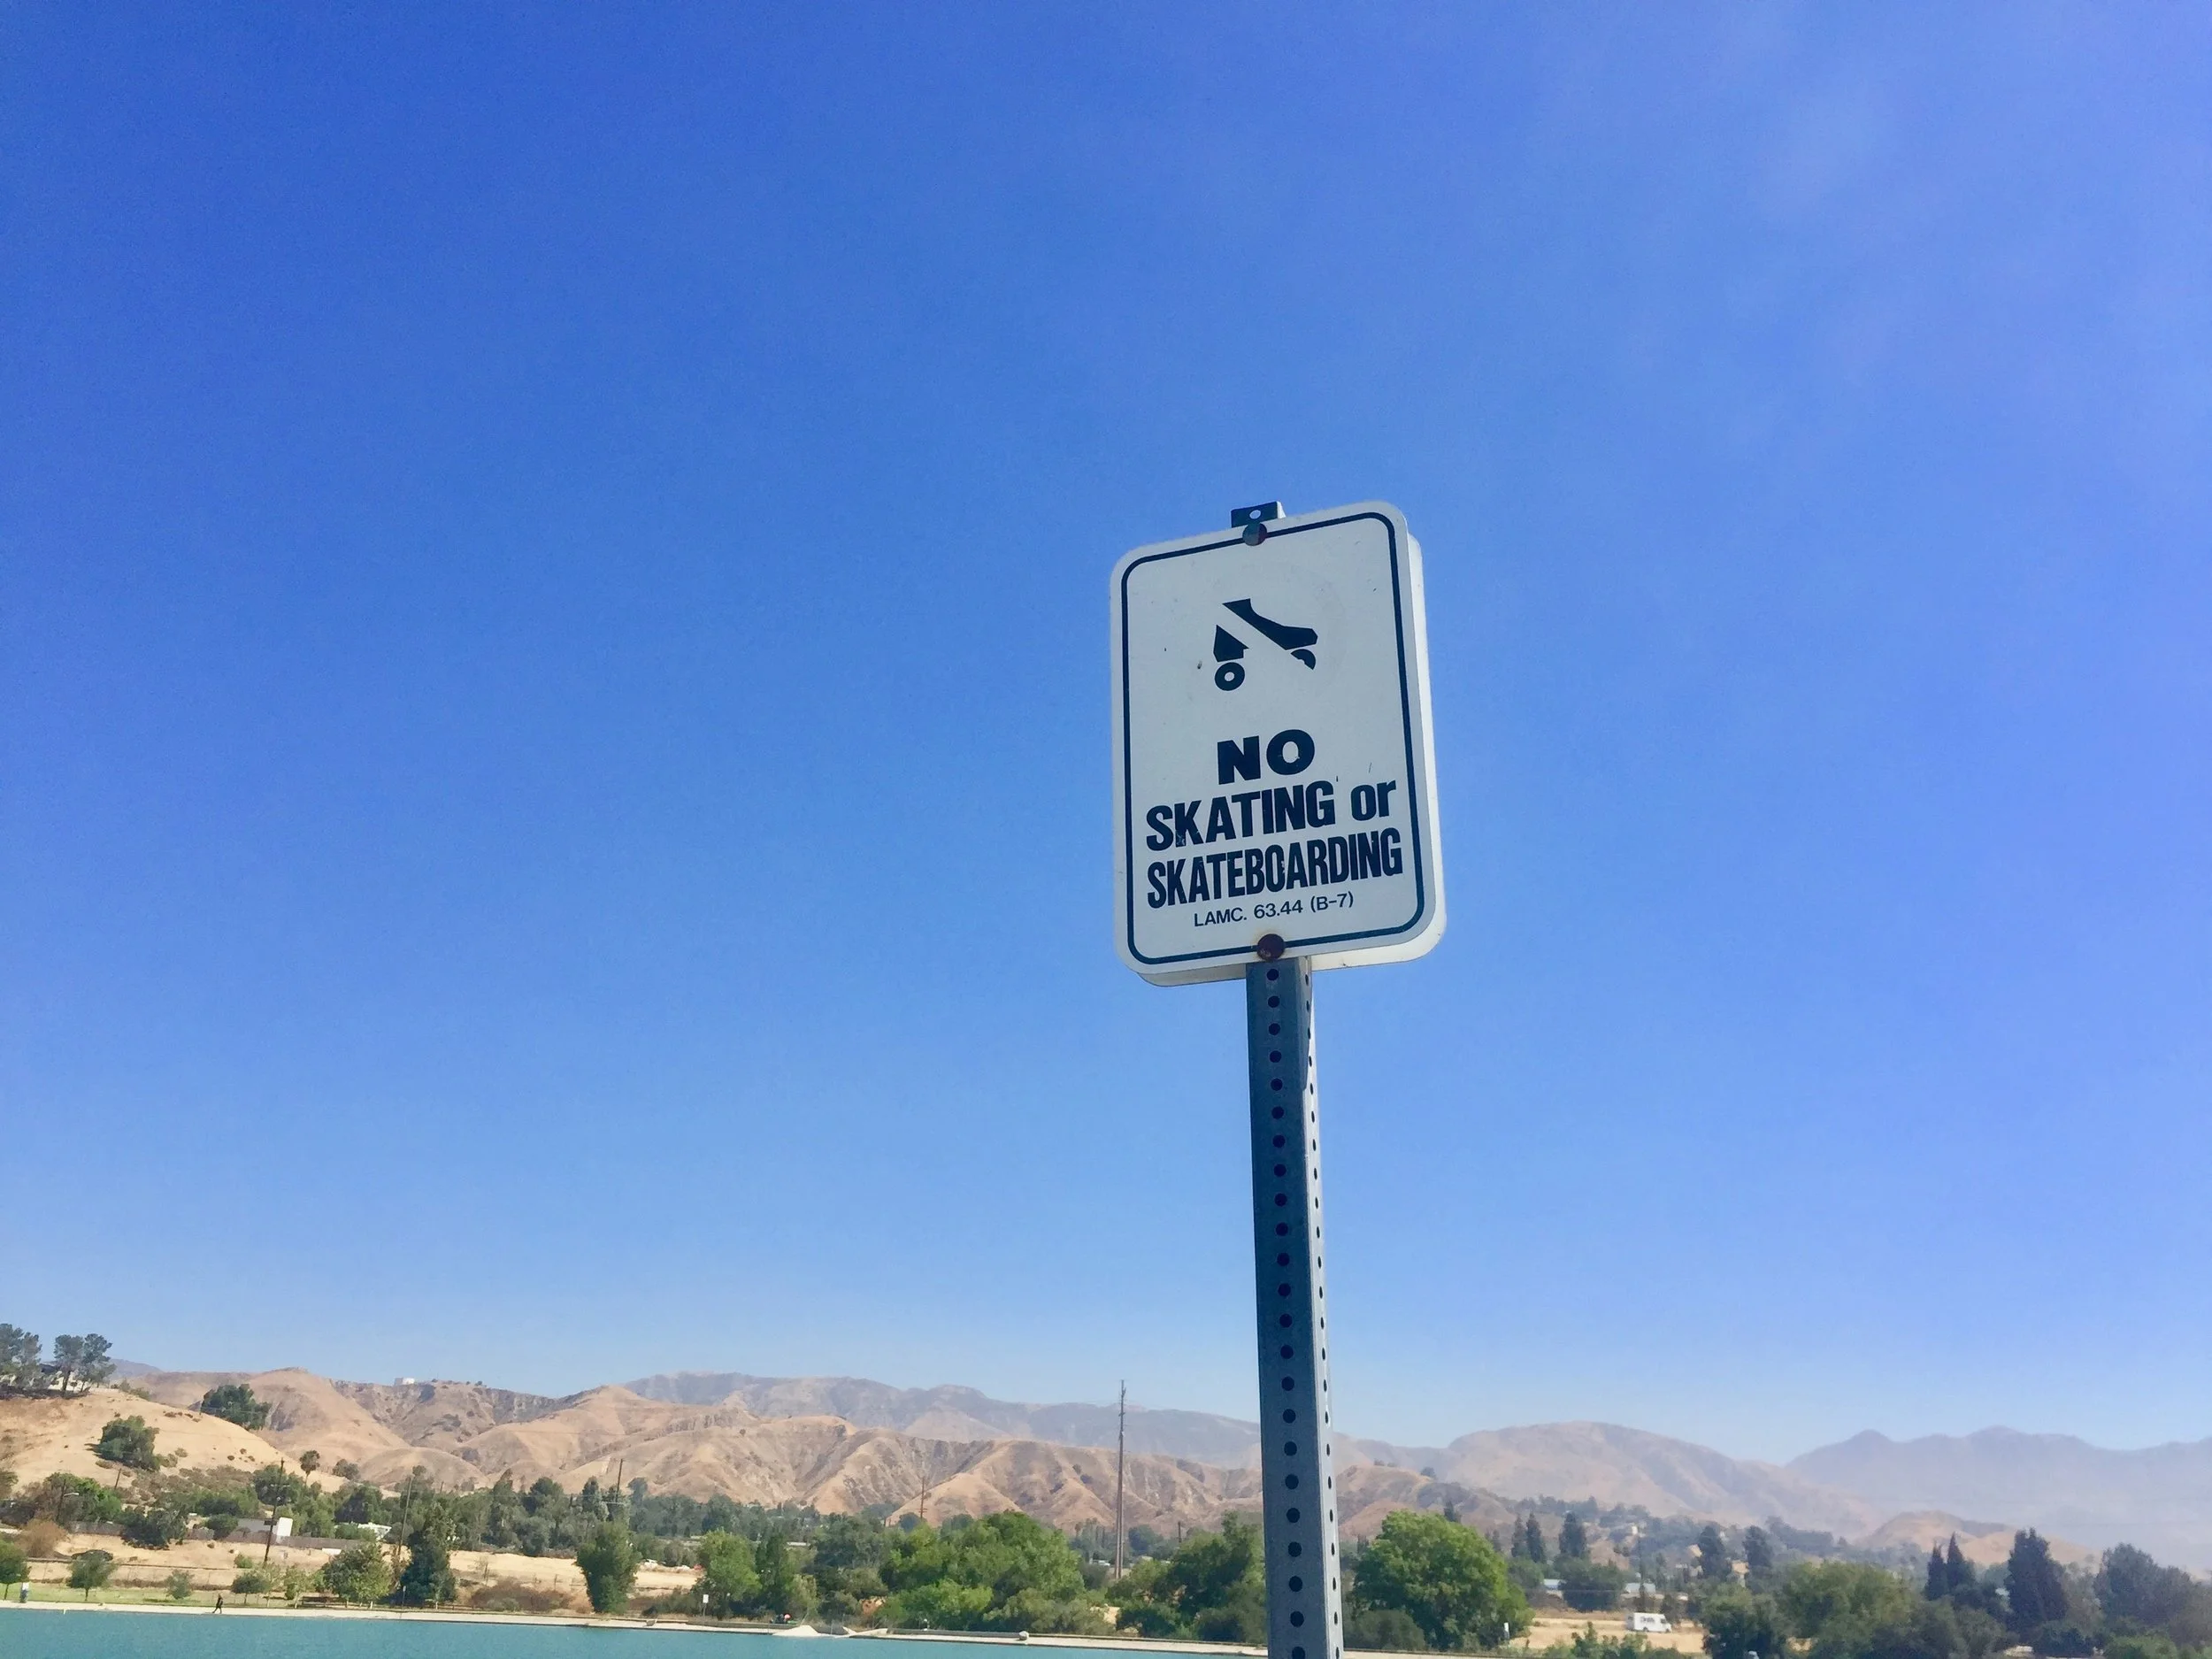 NO
SKATING or
SKATEBOARDING
LAMC. 63.44 (B-7)